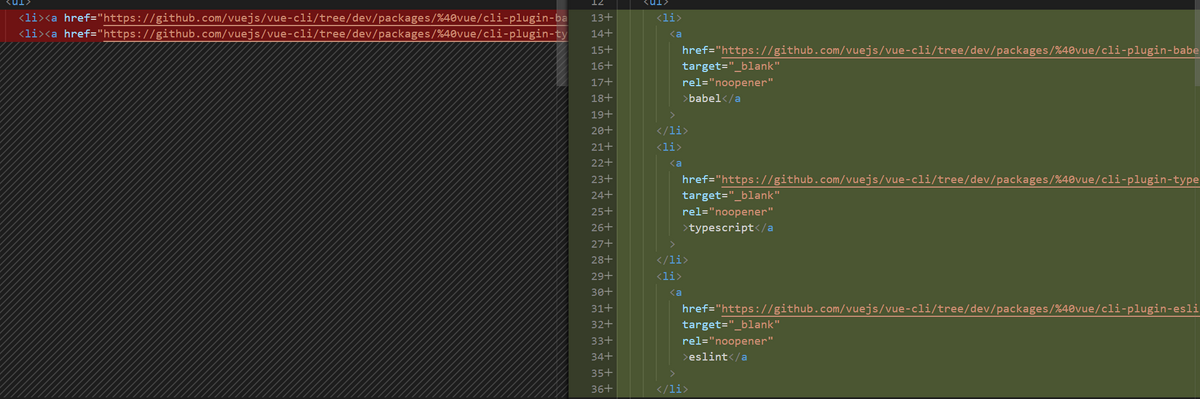 <ul>
<li><a href="https://github.com/vuejs/vue-cli/tree/dev/packages/%40vue/cli-plugin-ba
<li><a href="https://github.com/vuejs/vue-cli/tree/dev/packages/%40vue/cli-plugin-ty
12 <ul>
13+ <li>
14+ <a
15+ href="https://github.com/vuejs/vue-cli/tree/dev/packages/%40vue/cli-plugin-babe
16+ target="_blank"
17+ rel="noopener"
18+ >babel</a
19+ >
20+ </li>
21+ <li>
22+ <a
23+ href="https://github.com/vuejs/vue-cli/tree/dev/packages/%40vue/cli-plugin-type
24+ target="_blank"
25+ rel="noopener"
26+ >typescript</a
27+ >
28+ </li>
29+ <li>
30+ <a
31+ href="https://github.com/vuejs/vue-cli/tree/dev/packages/%40vue/cli-plugin-esli
32+ target="_blank"
33+ rel="noopener"
34+ >eslint</a
35+ >
36+ </li>